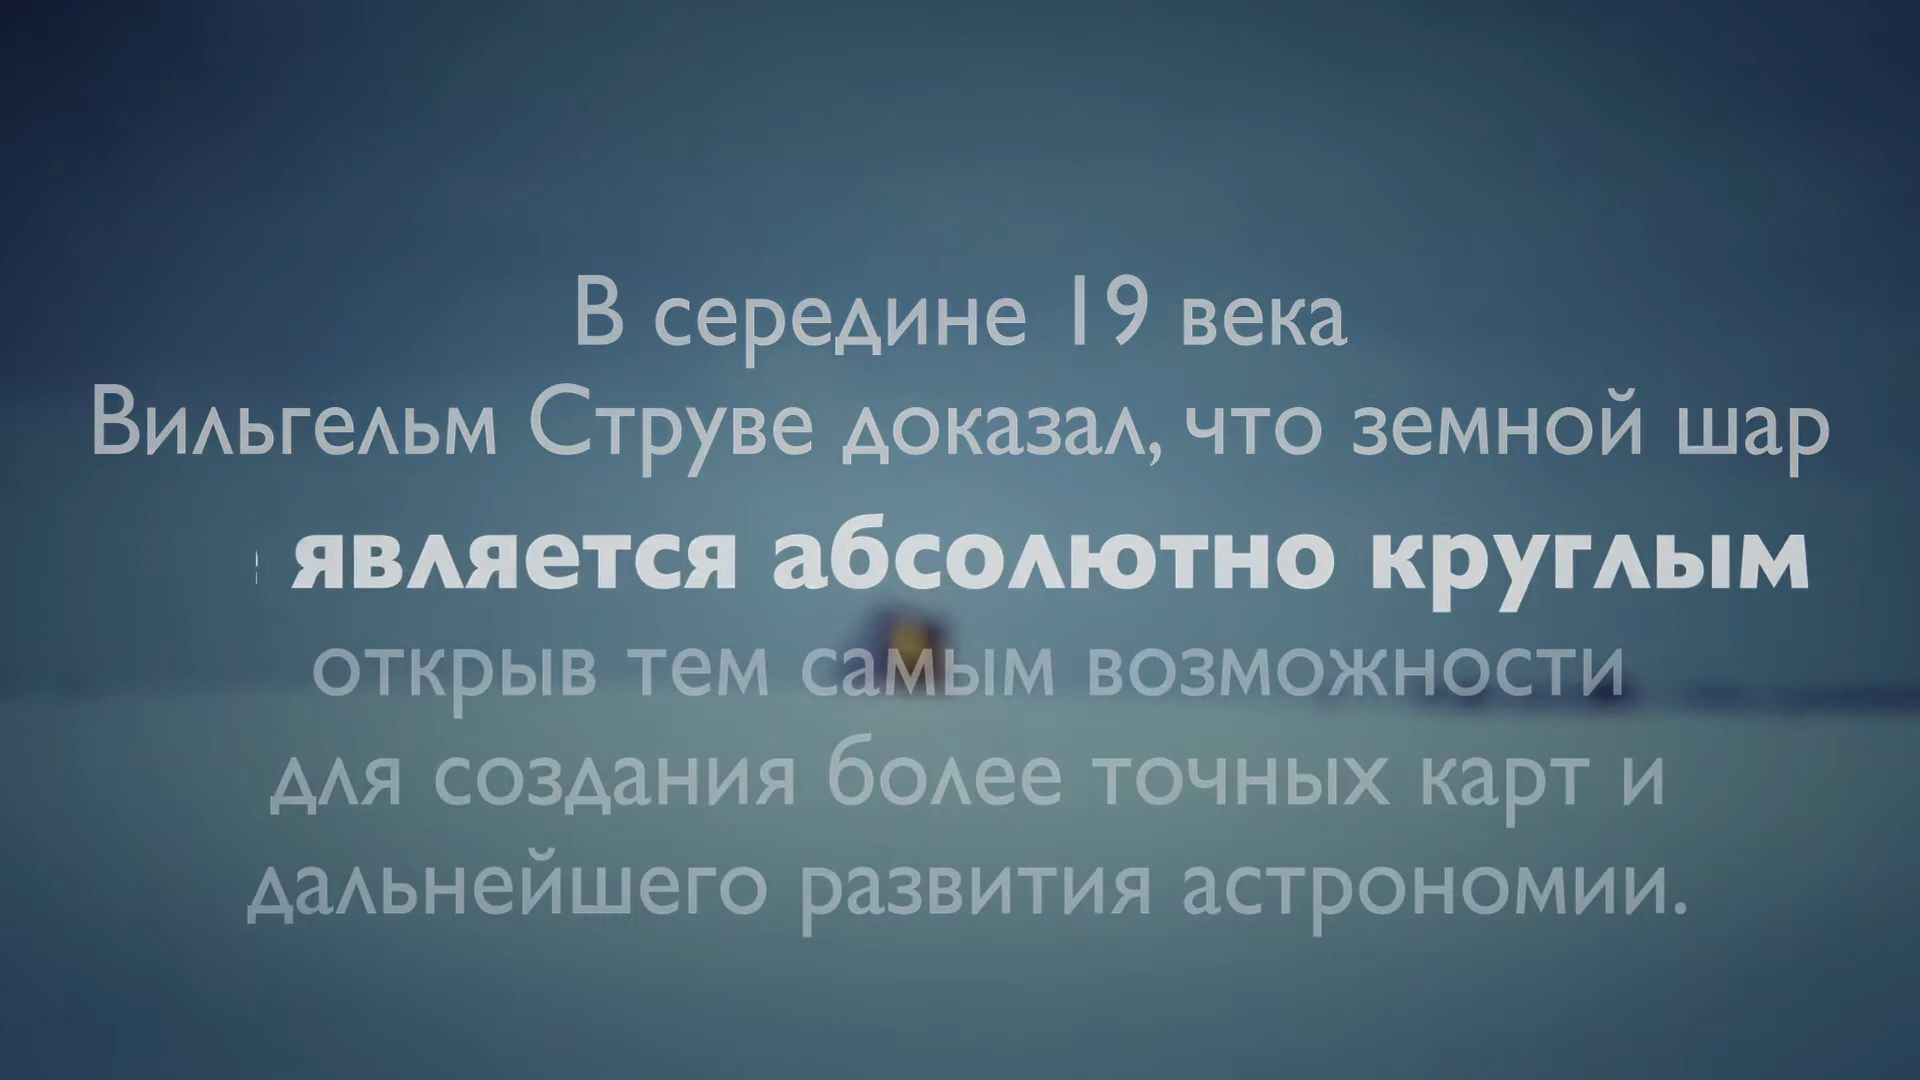 В середине 19 века
Вильгельм Струве доказал, что земной шар
является абсолютно круглым
открыв тем самым возможности
для создания более точных карт и
дальнейшего развития астрономии.